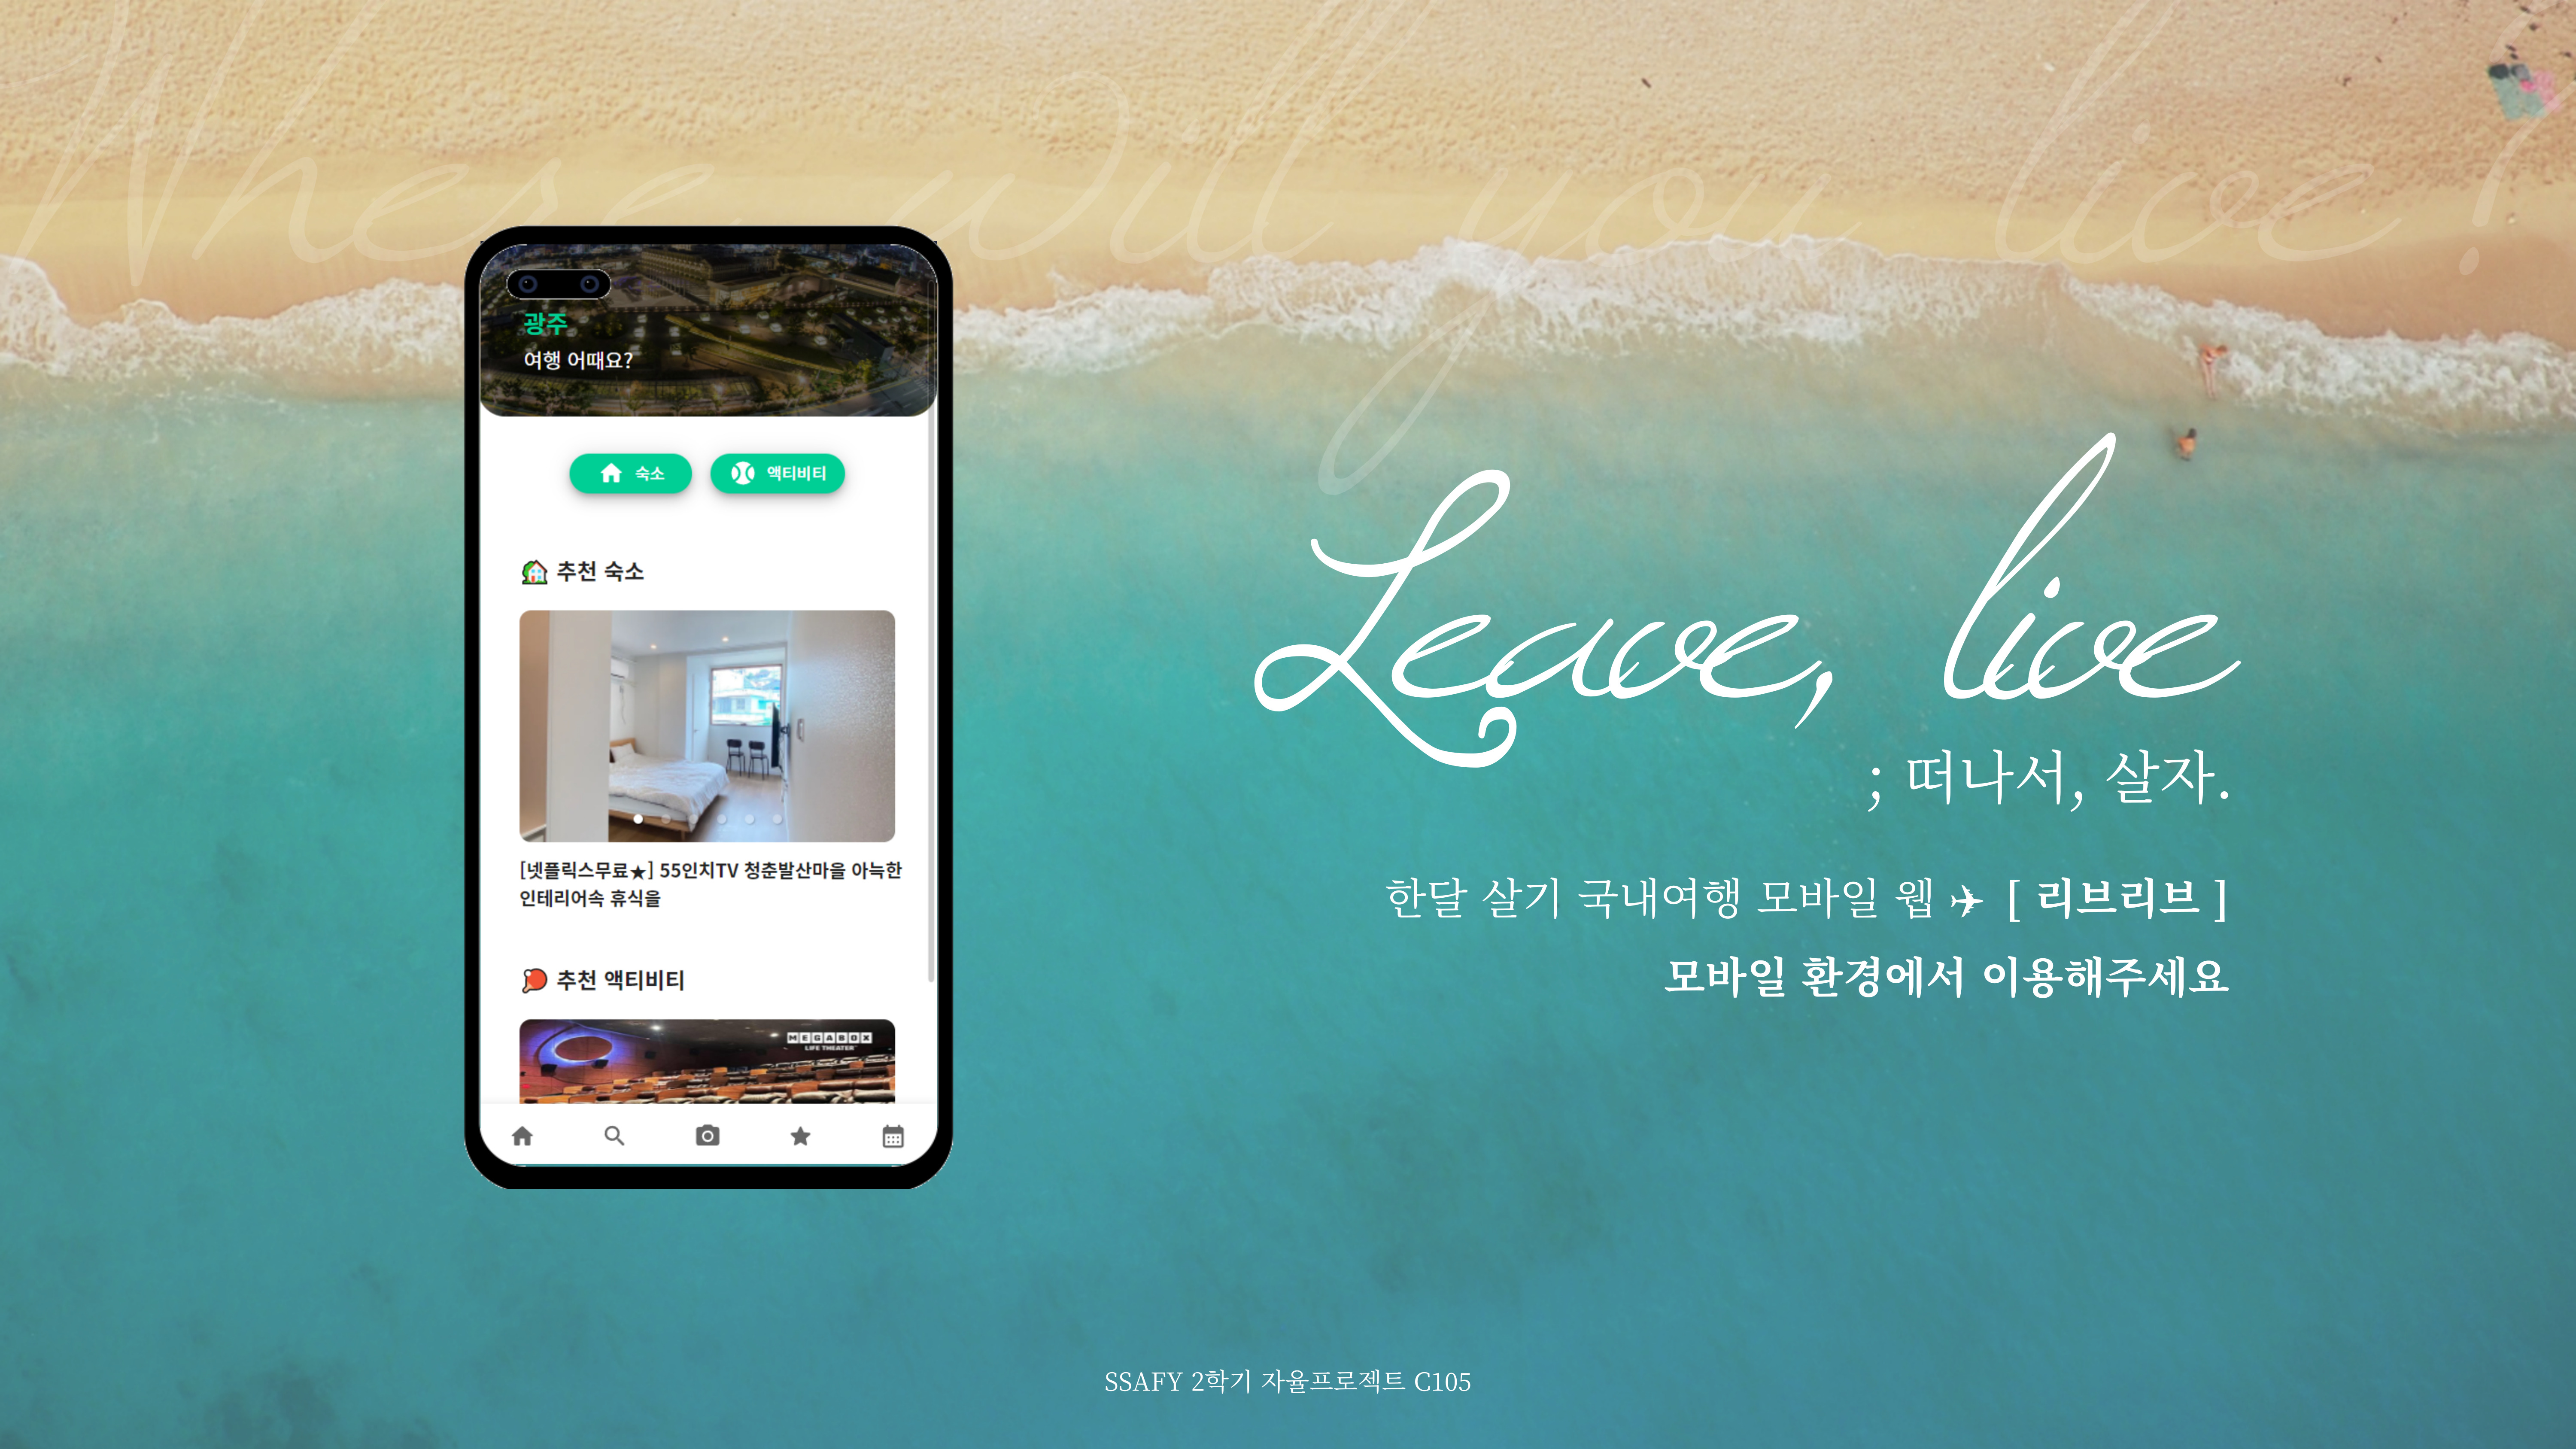 Where will you live?
광주
여행 어때요?
숙소
액티비티
추천 숙소
[넷플릭스무료★] 55인치TV 청춘발산마을 아늑한
인테리어속 휴식을
추천 액티비티
MEGABOX
LIFE THEATER
Leave, live
; 떠나서, 살자.
한달 살기 국내여행 모바일 웹 ✈ [ 리브리브 ]
모바일 환경에서 이용해주세요
SSAFY 2학기 자율프로젝트 C105